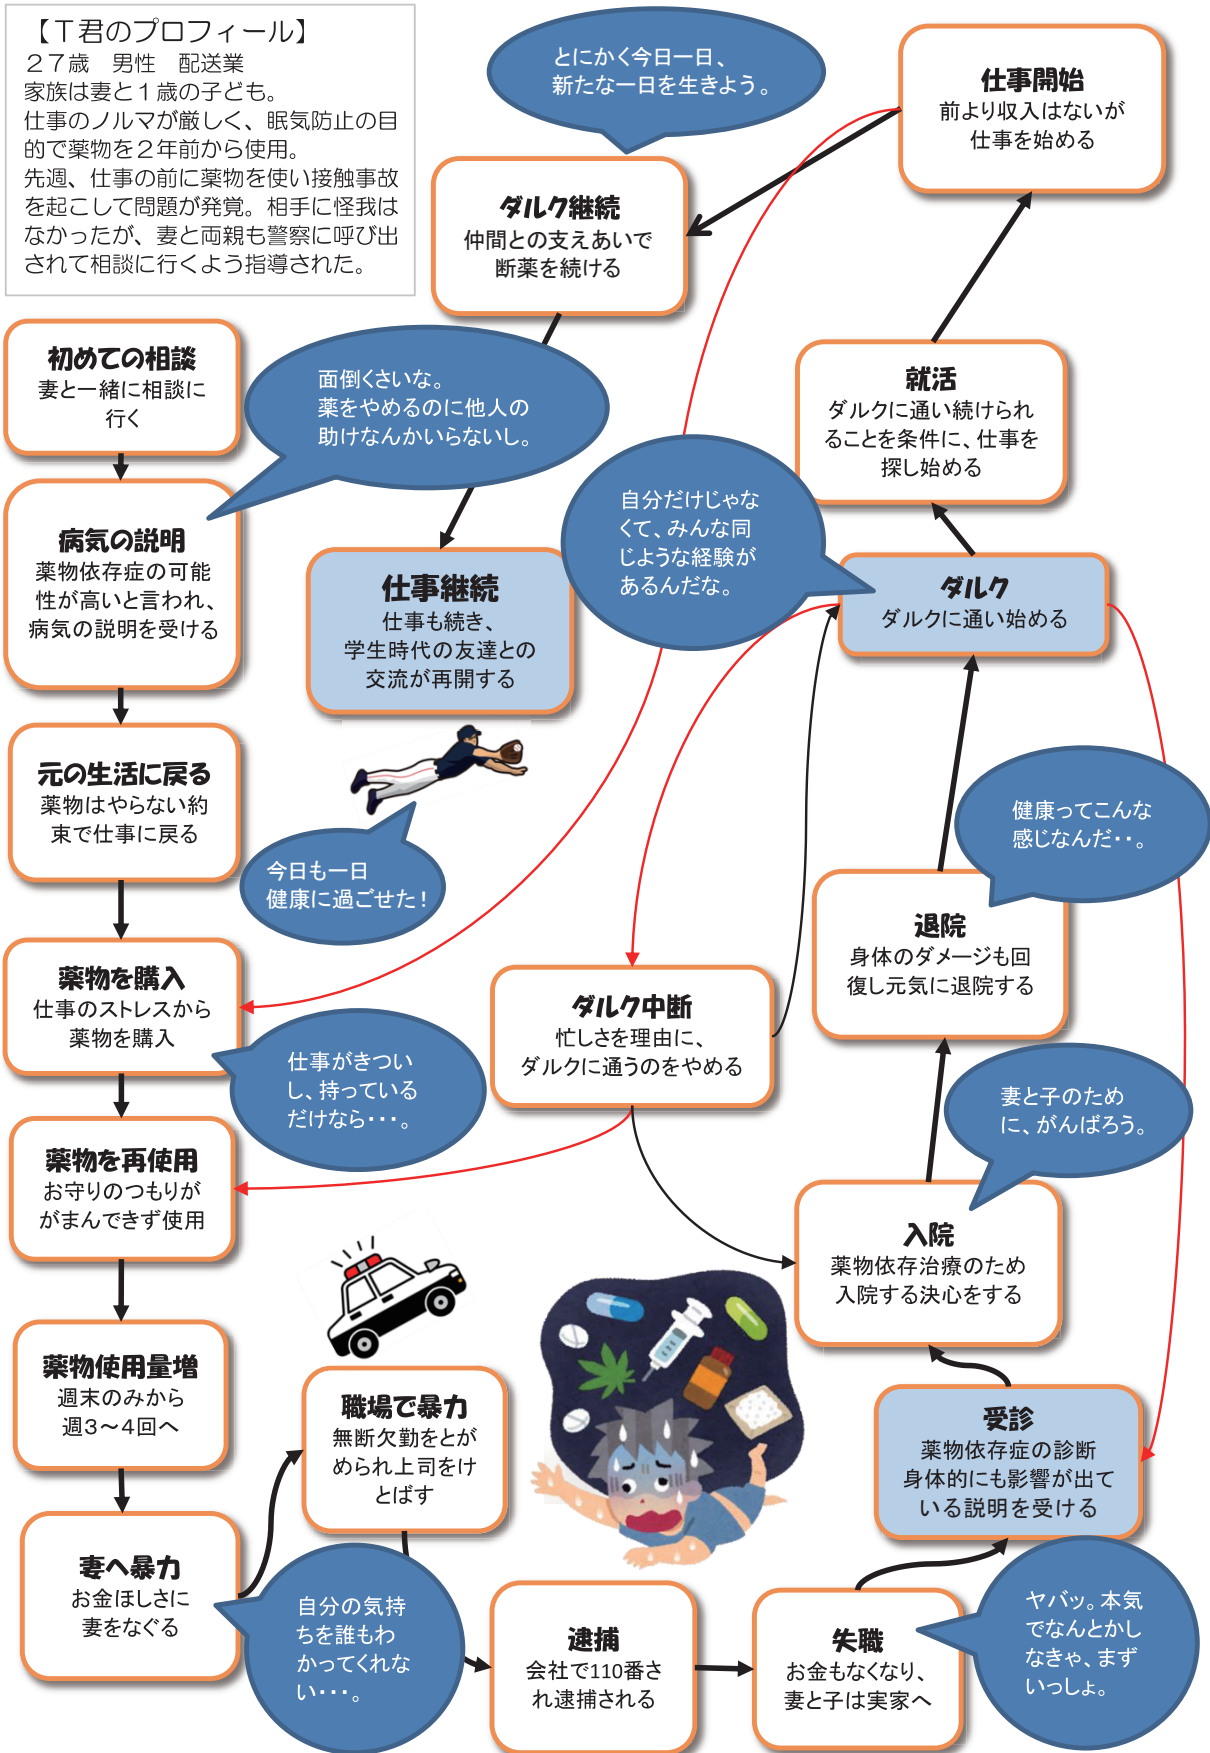 【Ｔ君のプロフィール】
２７歳　男性　配送業
家族は妻と１歳の子ども。
仕事のノルマが厳しく、眠気防止の目
的で薬物を２年前から使用。
先週、仕事の前に薬物を使い接触事故
を起こして問題が発覚。相手に怪我は
なかったが、妻と両親も警察に呼び出
されて相談に行くよう指導された。
初めての相談
妻と一緒に相談に
行く
面倒くさいな。
薬をやめるのに他人の
助けなんかいらないし。
病気の説明
薬物依存症の可能
性が高いと言われ、
病気の説明を受ける
元の生活に戻る
薬物はやらない約
束で仕事に戻る
薬物を購入
仕事のストレスから
薬物を購入
仕事がきつい
し、持っている
だけなら・・・。
薬物を再使用
お守りのつもりが
がまんできず使用
薬物使用量増
週末のみから
週3～4回へ
妻へ暴力
お金ほしさに
妻をなぐる
自分の気持
ちを誰もわ
かってくれな
い・・・。
職場で暴力
無断欠勤をとが
められ上司をけ
とばす
逮捕
会社で110番さ
れ逮捕される
失職
お金もなくなり、
妻と子は実家へ
ヤバッ。本気
でなんとかし
なきゃ、まず
いっしょ。
受診
薬物依存症の診断
身体的にも影響が出て
いる説明を受ける
入院
薬物依存治療のため
入院する決心をする
妻と子のため
に、がんばろう。
退院
身体のダメージも回
復し元気に退院する
健康ってこんな
感じなんだ・・。
ダルク
ダルクに通い始める
自分だけじゃな
くて、みんな同
じような経験が
あるんだな。
ダルク中断
忙しさを理由に、
ダルクに通うのをやめる
就活
ダルクに通い続けられ
ることを条件に、仕事を
探し始める
仕事開始
前より収入はないが
仕事を始める
とにかく今日一日、
新たな一日を生きよう。
ダルク継続
仲間との支えあいで
断薬を続ける
仕事継続
仕事も続き、
学生時代の友達との
交流が再開する
今日も一日
健康に過ごせた！